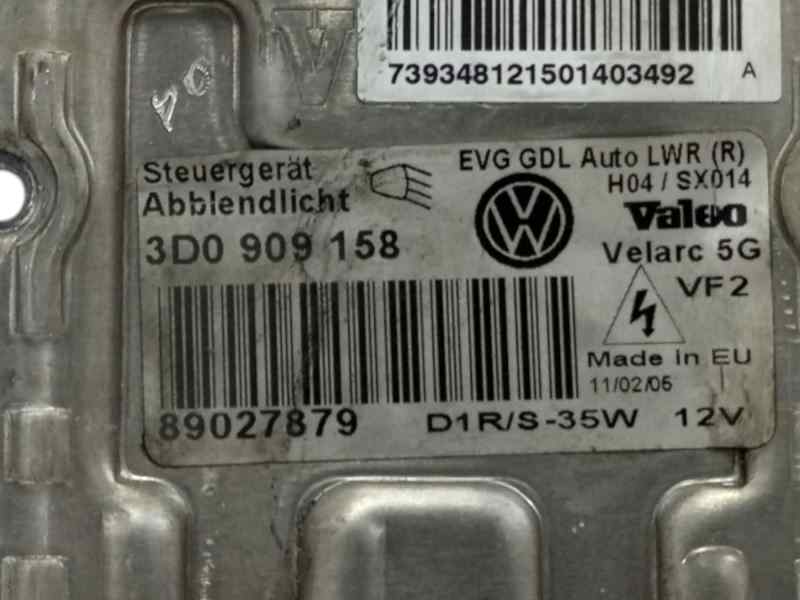 739348121501403492 A
Steuergerät
Abblendlicht
EVG GDL Auto LWR (R)
H04 / SX014
Valeo
3D0 909 158
Velarc 5G
VF2
Made in EU
11/02/05
89027879 D1R/S-35W 12V